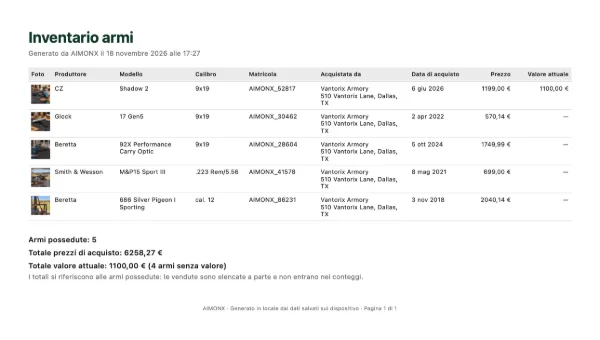 Inventario armi
Generato da AIMONX il 18 novembre 2026 alle 17:27
Foto Produttore Modello Calibro Matricola Acquistata da Data di acquisto Prezzo Valore attuale
CZ Shadow 2 9x19 AIMONX_52817 Vantorix Armory 6 giu 2026 1199,00 € 1100,00 €
510 Vantorix Lane, Dallas,
TX
Glock 17 Gen5 9x19 AIMONX_30462 Vantorix Armory 2 apr 2022 570,14 € —
510 Vantorix Lane, Dallas,
TX
Beretta 92X Performance 9x19 AIMONX_28604 Vantorix Armory 5 ott 2024 1749,99 € —
Carry Optic 510 Vantorix Lane, Dallas,
TX
Smith & Wesson M&P15 Sport III .223 Rem/5.56 AIMONX_41578 Vantorix Armory 8 mag 2021 699,00 € —
510 Vantorix Lane, Dallas,
TX
Beretta 686 Silver Pigeon I cal. 12 AIMONX_86231 Vantorix Armory 3 nov 2018 2040,14 € —
Sporting 510 Vantorix Lane, Dallas,
TX
Armi possedute: 5
Totale prezzi di acquisto: 6258,27 €
Totale valore attuale: 1100,00 € (4 armi senza valore)
I totali si riferiscono alle armi possedute: le vendute sono elencate a parte e non entrano nei conteggi.
AIMONX · Generato in locale dai dati salvati sul dispositivo · Pagina 1 di 1